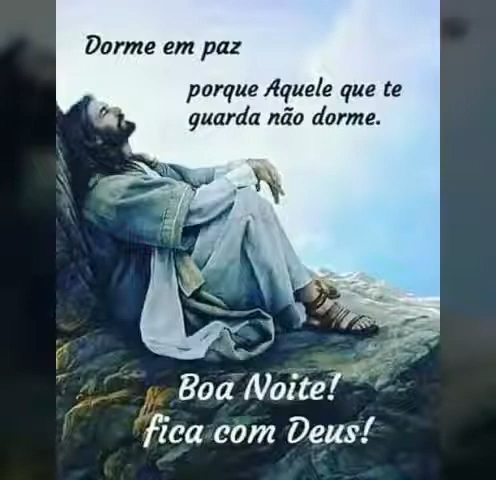 Dorme em paz
porque Aquele que te
guarda não dorme.
Boa Noite!
fica com Deus!